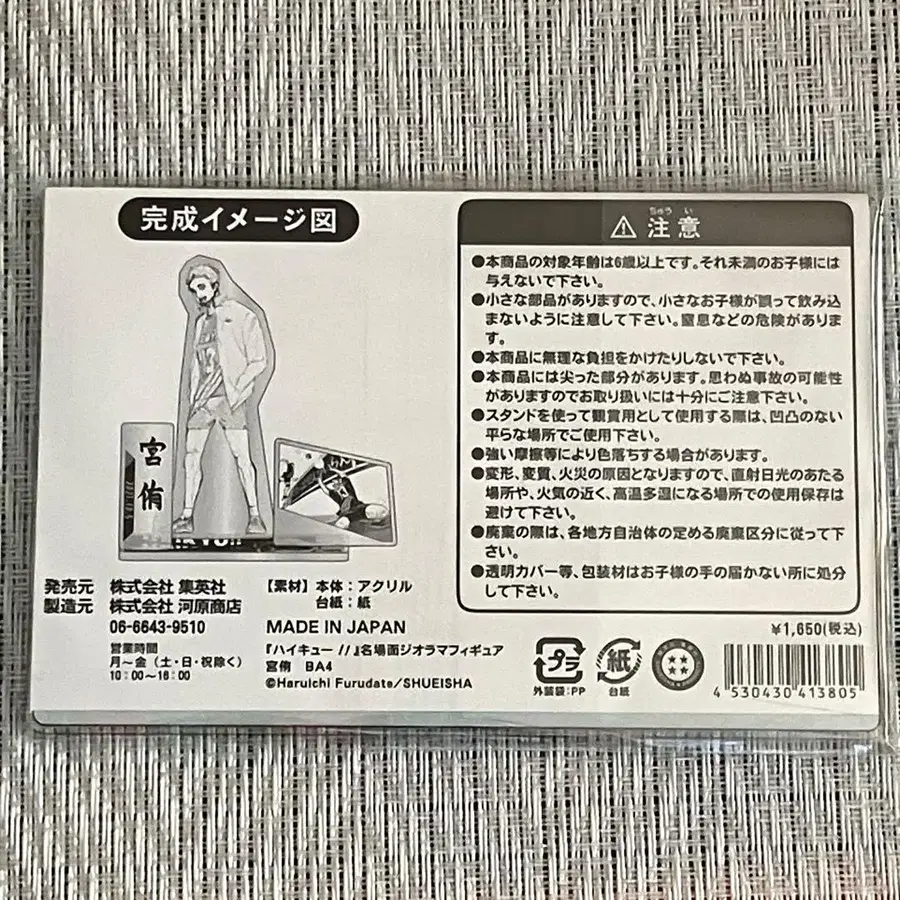 完成イメージ図
宮侑
発売元 株式会社 集英社
製造元 株式会社 河原商店
06-6643-9510
営業時間
月〜金（土・日・祝除く）
10:00〜16:00
【素材】本体：アクリル
台紙：紙
MADE IN JAPAN
『ハイキュー!!』名場面ジオラマフィギュア
宮侑 BA4
©Haruichi Furudate/SHUEISHA
ちゅう い
⚠ 注意
●本商品の対象年齢は6歳以上です。それ未満のお子様には
与えないで下さい。
●小さな部品がありますので、小さなお子様が誤って飲み込
まないように注意して下さい。窒息などの危険がありま
す。
●本商品に無理な負担をかけたりしないで下さい。
●本商品には尖った部分があります。思わぬ事故の可能性
がありますのでお取り扱いには十分にご注意下さい。
●スタンドを使って観賞用として使用する際は、凹凸のない
平らな場所でご使用下さい。
●強い摩擦等により色落ちする場合があります。
●変形、変質、火災の原因となりますので、直射日光のあたる
場所や、火気の近く、高温多湿になる場所での使用保存は
避けて下さい。
●廃棄の際は、各地方自治体の定める廃棄区分に従って下
さい。
●透明カバー等、包装材はお子様の手の届かない所に処分
して下さい。
¥1,650(税込)
プラ
外装袋:PP
紙
台紙
4 530430 413805